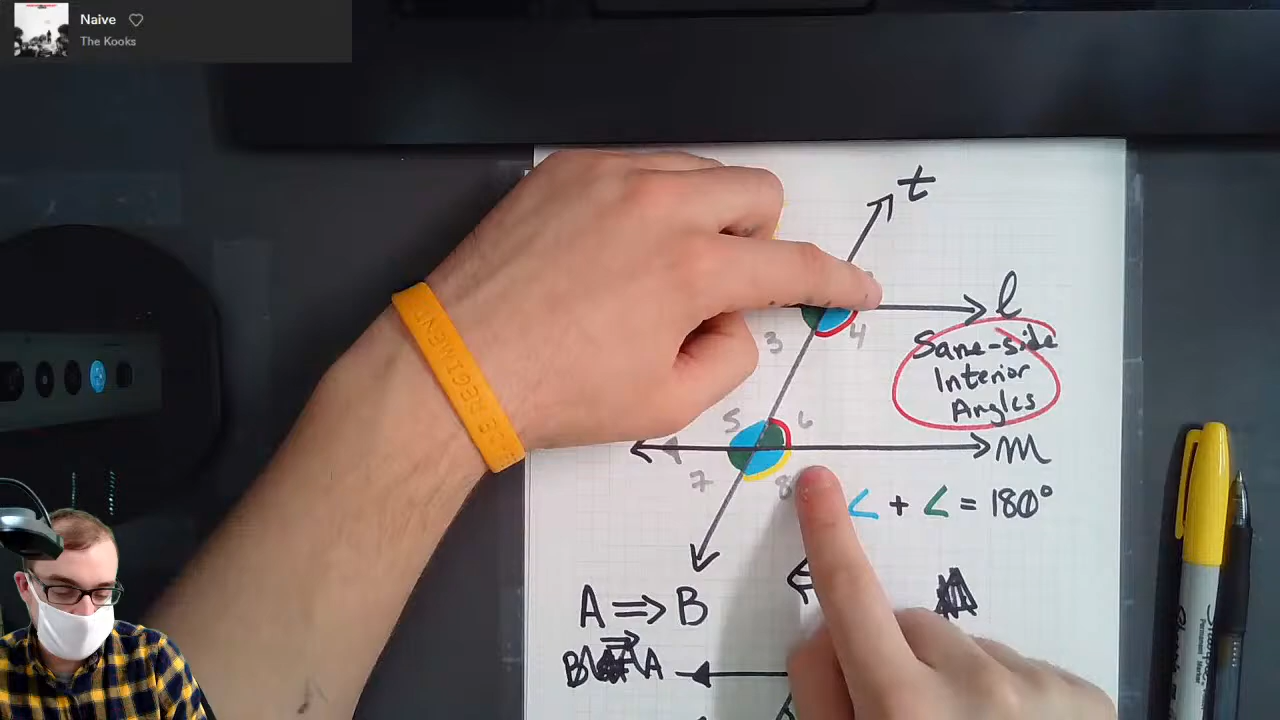 Naive
The Kooks
t
l
3
4
Same-side
Interior
Angles
5
6
m
7
8
∠ + ∠ = 180°
A ⟹ B